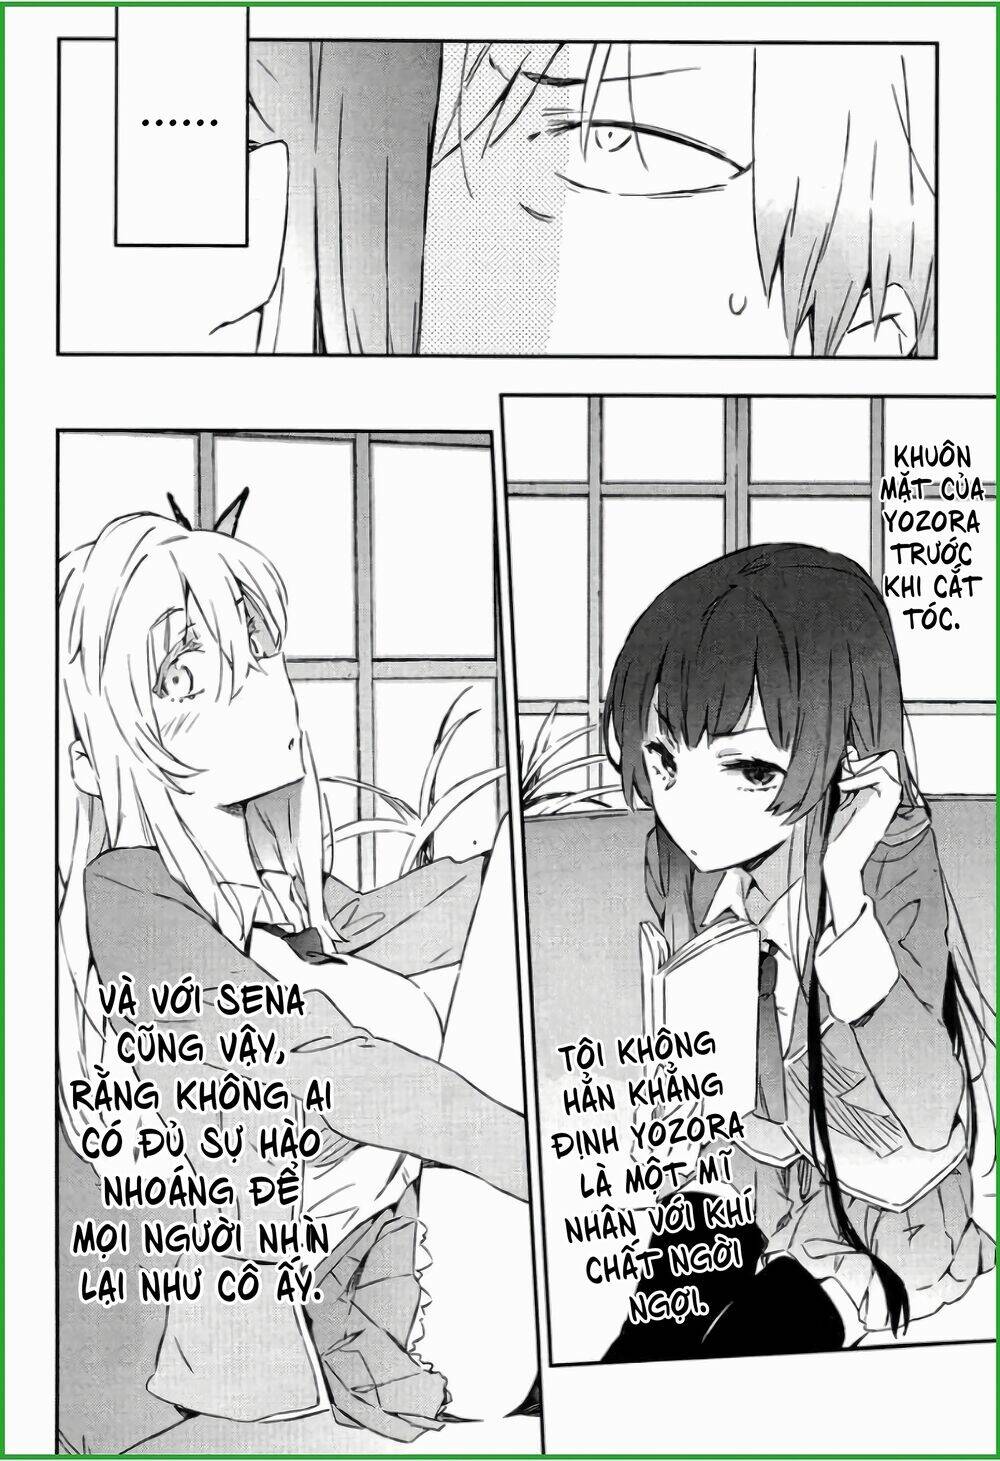 ......
KHUÔN
MẶT CỦA
YOZORA
TRƯỚC
KHI CẮT
TÓC.
TÔI KHÔNG
HẲN KHẲNG
ĐỊNH YOZORA
LÀ MỘT MĨ
NHÂN VỚI KHÍ
CHẤT NGỜI
NGỢI.
VÀ VỚI SENA
CŨNG VẬY,
RẰNG KHÔNG AI
CÓ ĐỦ SỰ HÀO
NHOÁNG ĐỂ
MỌI NGƯỜI NHÌN
LẠI NHƯ CÔ ẤY.